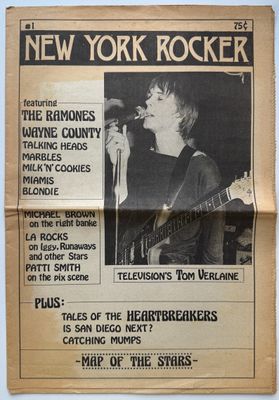 #1
75¢
NEW YORK ROCKER
featuring
THE RAMONES
WAYNE COUNTY
TALKING HEADS
MARBLES
MILK 'N' COOKIES
MIAMIS
BLONDIE
MICHAEL BROWN
on the right banke
LA ROCKS
on Iggy, Runaways
and other Stars
PATTI SMITH
on the pix scene
TELEVISION'S TOM VERLAINE
PLUS:
TALES OF THE HEARTBREAKERS
IS SAN DIEGO NEXT?
CATCHING MUMPS
-MAP OF THE STARS-